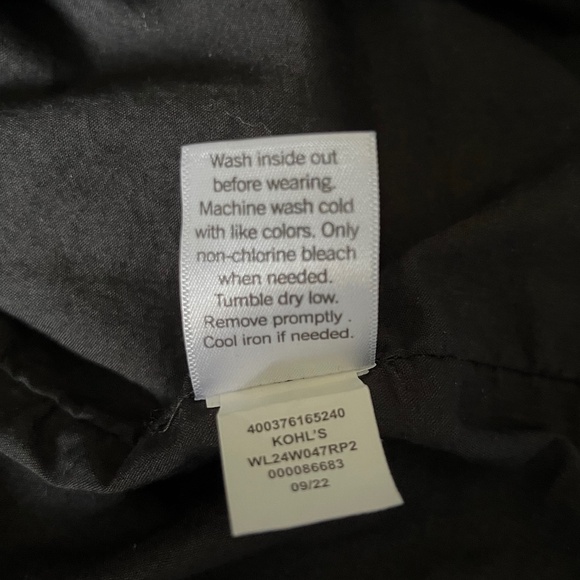 Wash inside out
before wearing.
Machine wash cold
with like colors. Only
non-chlorine bleach
when needed.
Tumble dry low.
Remove promptly .
Cool iron if needed.
400376165240
KOHL'S
WL24W047RP2
000086683
09/22